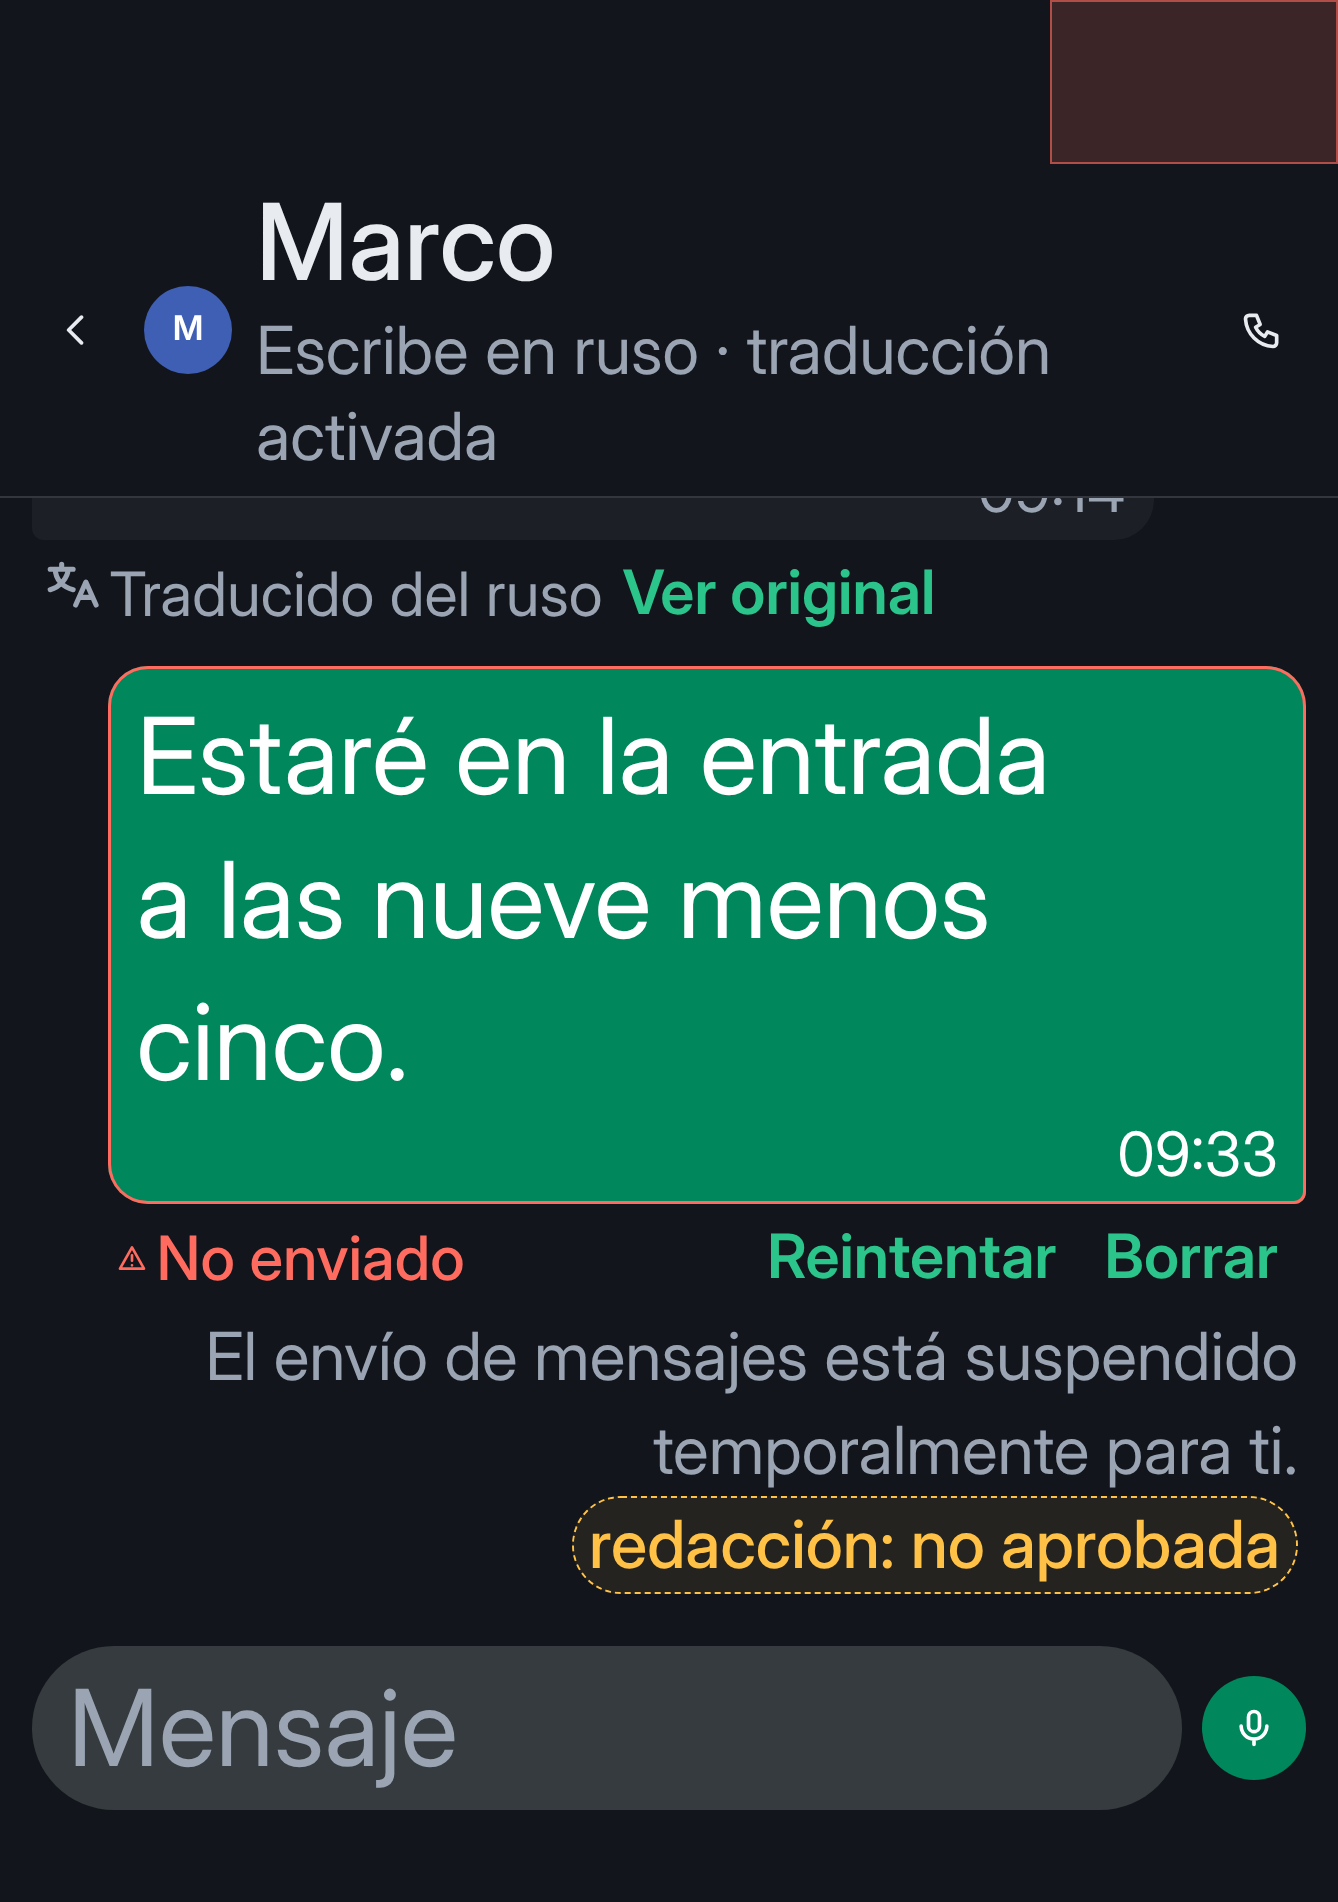 Marco
M
Escribe en ruso · traducción
activada
Traducido del ruso Ver original
Estaré en la entrada
a las nueve menos
cinco.
09:33
No enviado Reintentar Borrar
El envío de mensajes está suspendido
temporalmente para ti.
redacción: no aprobada
Mensaje